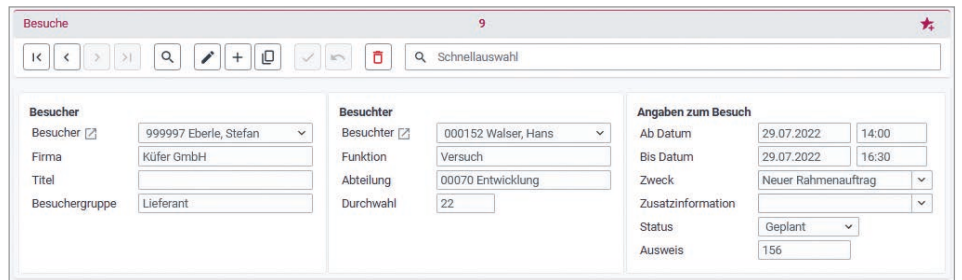 Besuche 9
Schnellauswahl
Besucher
Besucher 999997 Eberle, Stefan
Firma Küfer GmbH
Titel
Besuchergruppe Lieferant
Besuchter
Besuchter 000152 Walser, Hans
Funktion Versuch
Abteilung 00070 Entwicklung
Durchwahl 22
Angaben zum Besuch
Ab Datum 29.07.2022 14:00
Bis Datum 29.07.2022 16:30
Zweck Neuer Rahmenauftrag
Zusatzinformation
Status Geplant
Ausweis 156